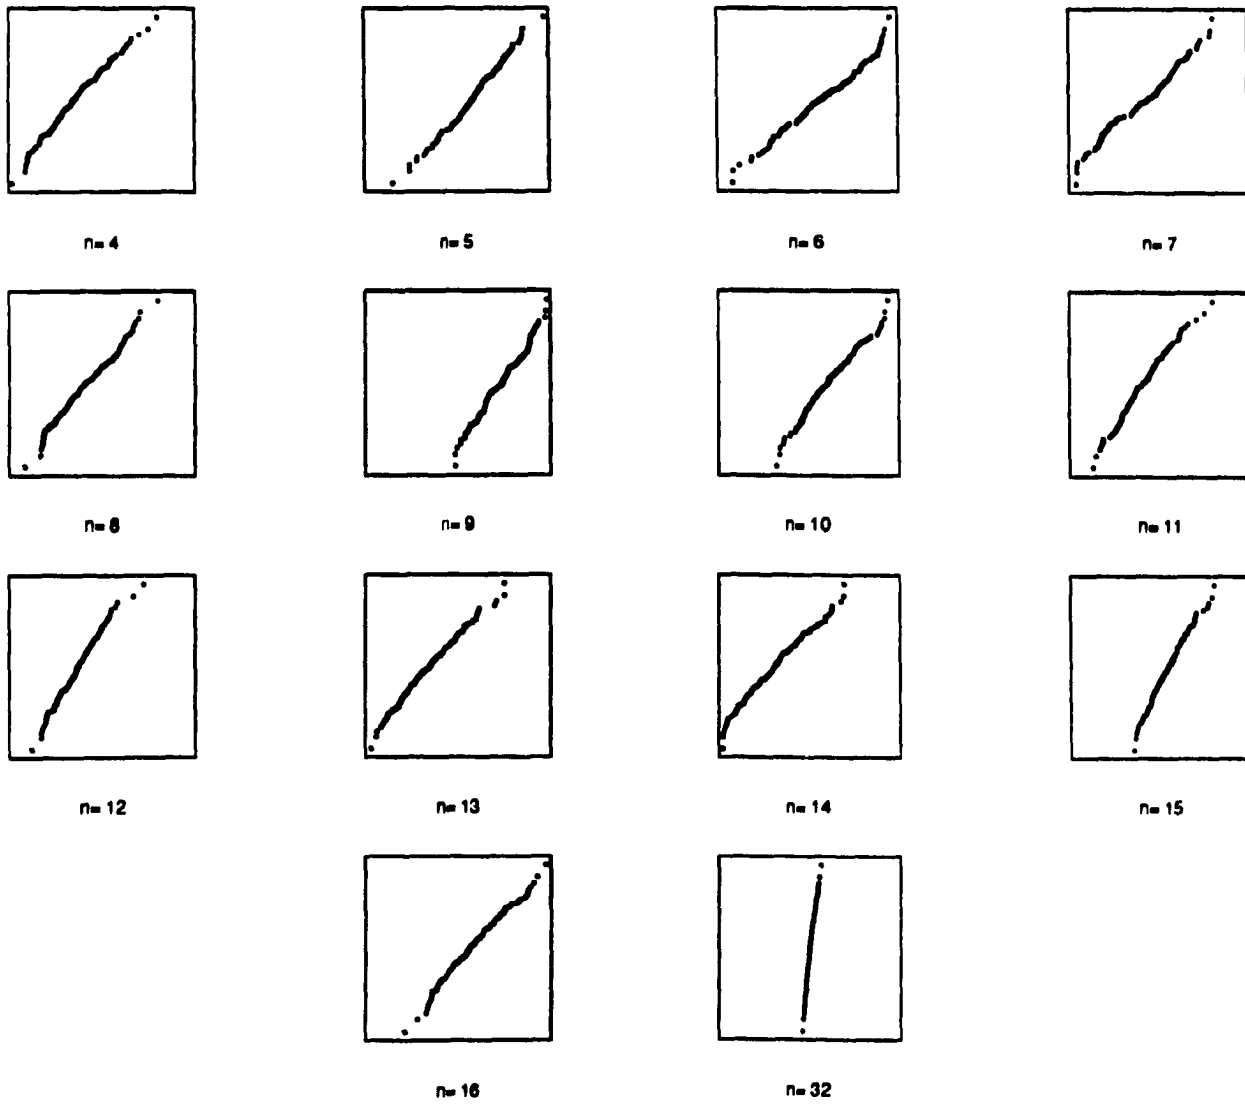 n= 4
n= 5
n= 6
n= 7
n= 8
n= 9
n= 10
n= 11
n= 12
n= 13
n= 14
n= 15
n= 16
n= 32